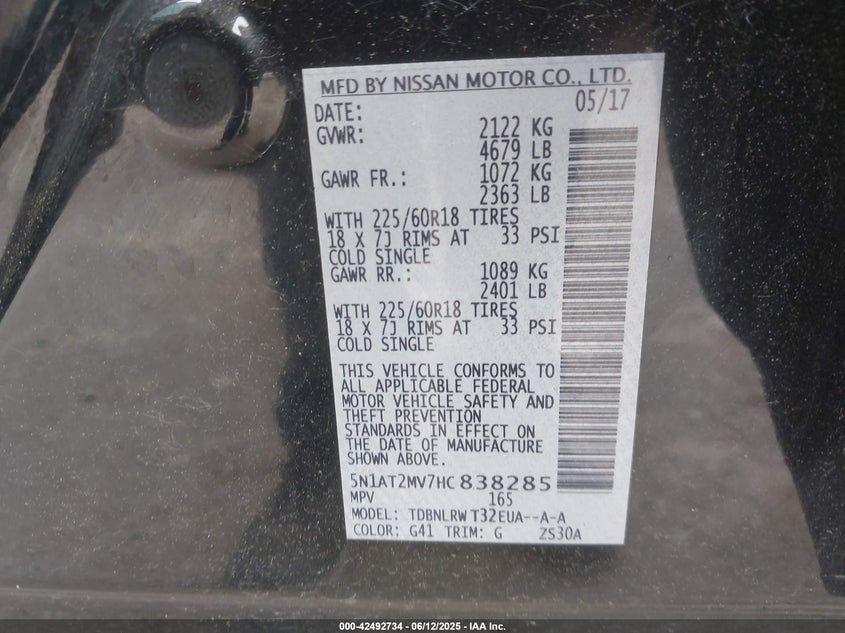 MFD BY NISSAN MOTOR CO., LTD.
DATE: 05/17
GVWR: 2122 KG
4679 LB
GAWR FR.: 1072 KG
2363 LB
WITH 225/60R18 TIRES
18 X 7J RIMS AT 33 PSI
COLD SINGLE
GAWR RR.: 1089 KG
2401 LB
WITH 225/60R18 TIRES
18 X 7J RIMS AT 33 PSI
COLD SINGLE
THIS VEHICLE CONFORMS TO
ALL APPLICABLE FEDERAL
MOTOR VEHICLE SAFETY AND
THEFT PREVENTION
STANDARDS IN EFFECT ON
THE DATE OF MANUFACTURE
SHOWN ABOVE.
5N1AT2MV7HC838285
MPV 165
MODEL: TDBNLRW T32EUA--A-A
COLOR: G41 TRIM: G ZS30A
000-42492734 - 06/12/2025 - IAA Inc.